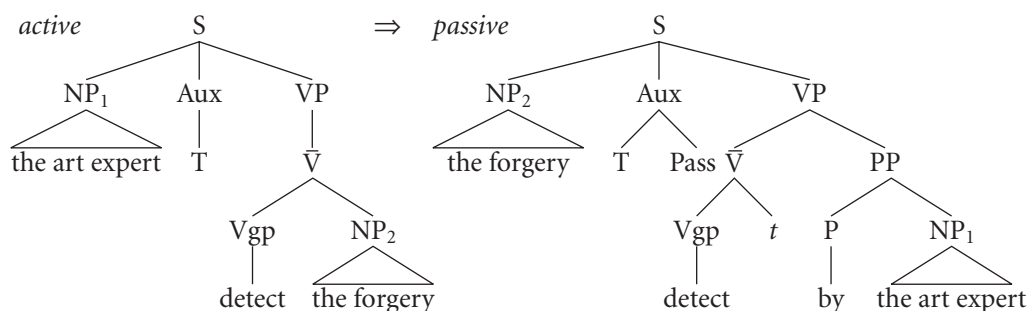 active S ⇒ passive S
NP₁ Aux VP NP₂ Aux VP
the art expert T V̄ the forgery T Pass V̄ PP
Vgp NP₂ Vgp t P NP₁
detect the forgery detect by the art expert